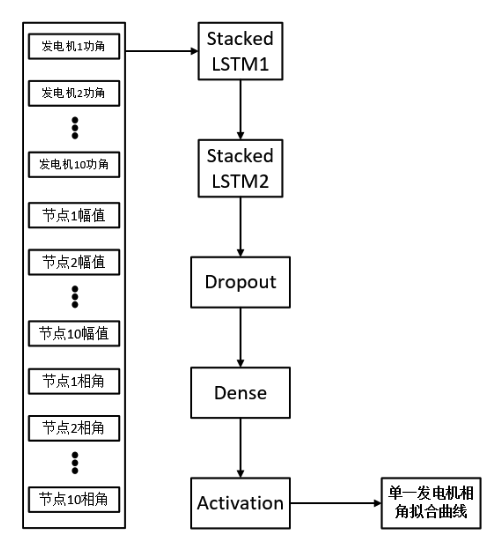 发电机1功角
发电机2功角
发电机10功角
节点1幅值
节点2幅值
节点10幅值
节点1相角
节点2相角
节点10相角
Stacked
LSTM1
Stacked
LSTM2
Dropout
Dense
Activation
单一发电机相
角拟合曲线